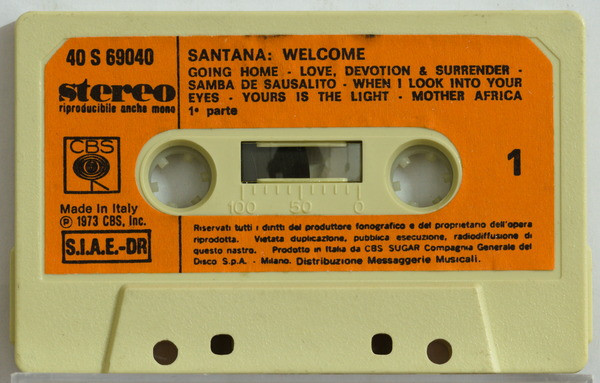 40 S 69040
stereo
riproducibile anche mono
CBS
Made in Italy
℗ 1973 CBS, Inc.
S.I.A.E.-DR
SANTANA: WELCOME
GOING HOME - LOVE, DEVOTION & SURRENDER -
SAMBA DE SAUSALITO - WHEN I LOOK INTO YOUR
EYES - YOURS IS THE LIGHT - MOTHER AFRICA
1ª parte
1
100 50 0
Riservati tutti i diritti del produttore fonografico e del proprietario dell'opera
riprodotta. Vietata duplicazione, pubblica esecuzione, radiodiffusione di
questo nastro. Prodotto in Italia da CBS SUGAR Compagnia Generale del
Disco S.p.A. - Milano. Distribuzione Messaggerie Musicali.